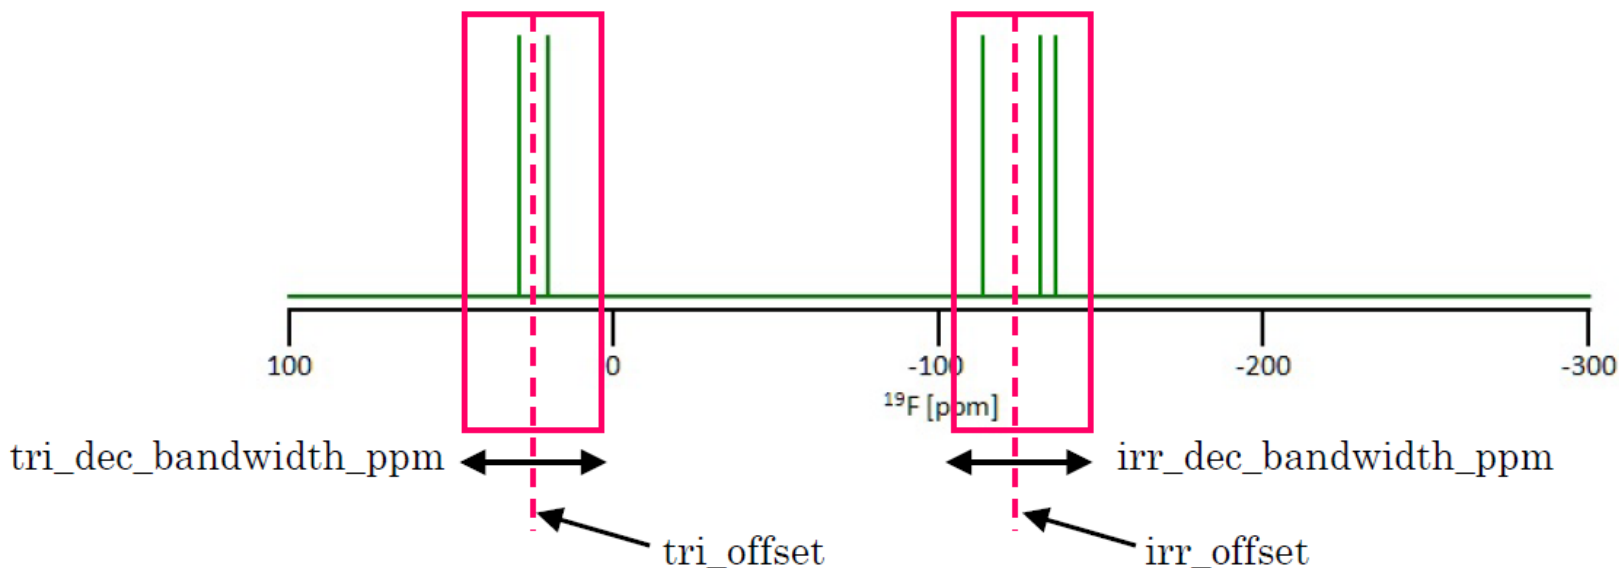 100 0 -100 -200 -300
19F [ppm]
tri_dec_bandwidth_ppm irr_dec_bandwidth_ppm
tri_offset irr_offset